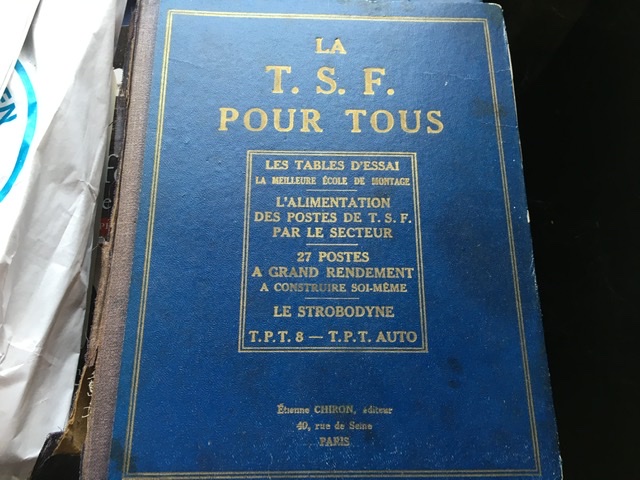 LA
T. S. F.
POUR TOUS
LES TABLES D'ESSAI
LA MEILLEURE ÉCOLE DE MONTAGE
L'ALIMENTATION
DES POSTES DE T. S. F.
PAR LE SECTEUR
27 POSTES
A GRAND RENDEMENT
A CONSTRUIRE SOI-MÊME
LE STROBODYNE
T.P.T. 8 — T.P.T. AUTO
Étienne CHIRON, éditeur
40, rue de Seine
PARIS